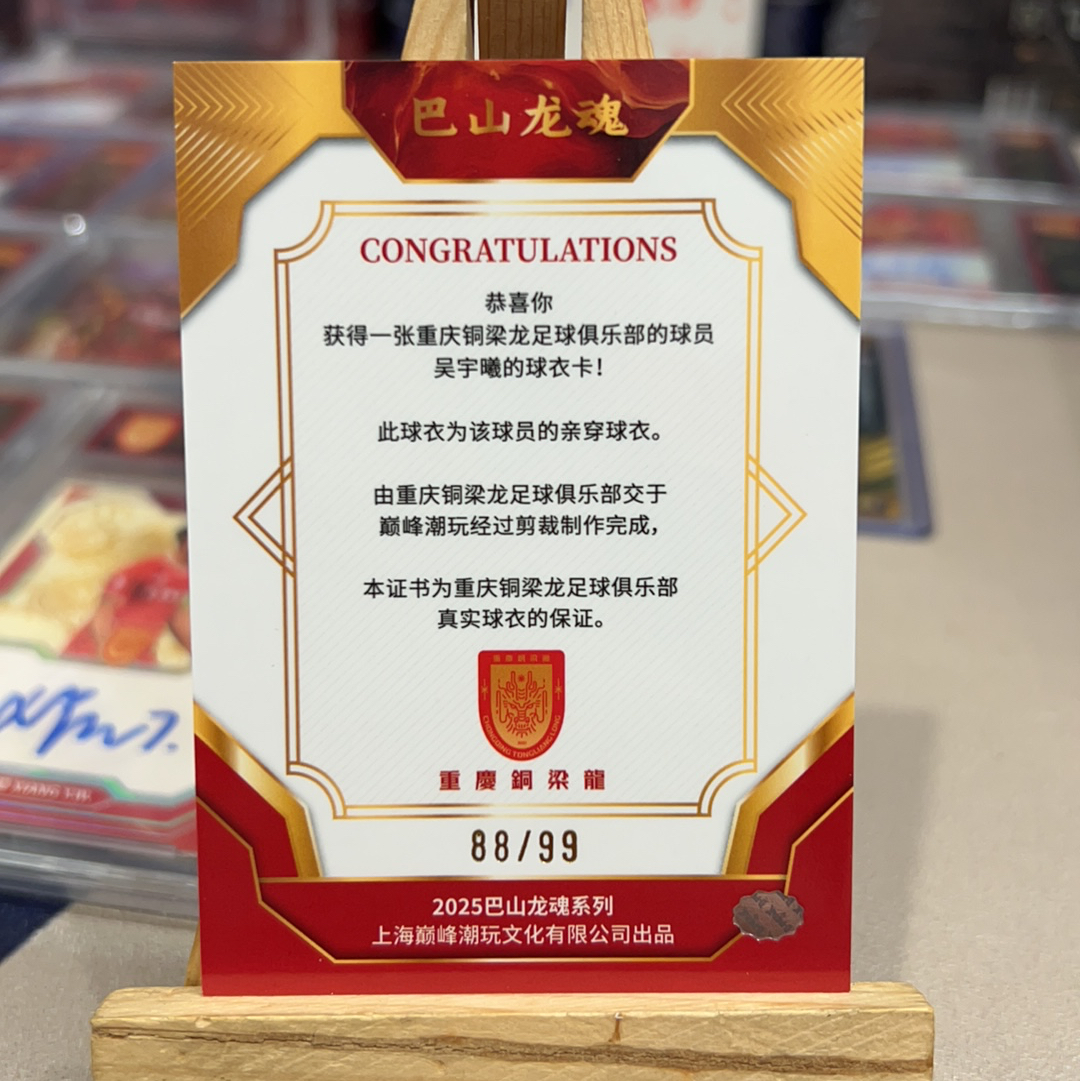 巴山龙魂
CONGRATULATIONS
恭喜你
获得一张重庆铜梁龙足球俱乐部的球员
吴宇曦的球衣卡!
此球衣为该球员的亲穿球衣。
由重庆铜梁龙足球俱乐部交于
巅峰潮玩经过剪裁制作完成,
本证书为重庆铜梁龙足球俱乐部
真实球衣的保证。
CHONGQING TONGLIANG LONG
重慶銅梁龍
88/99
2025巴山龙魂系列
上海巅峰潮玩文化有限公司出品